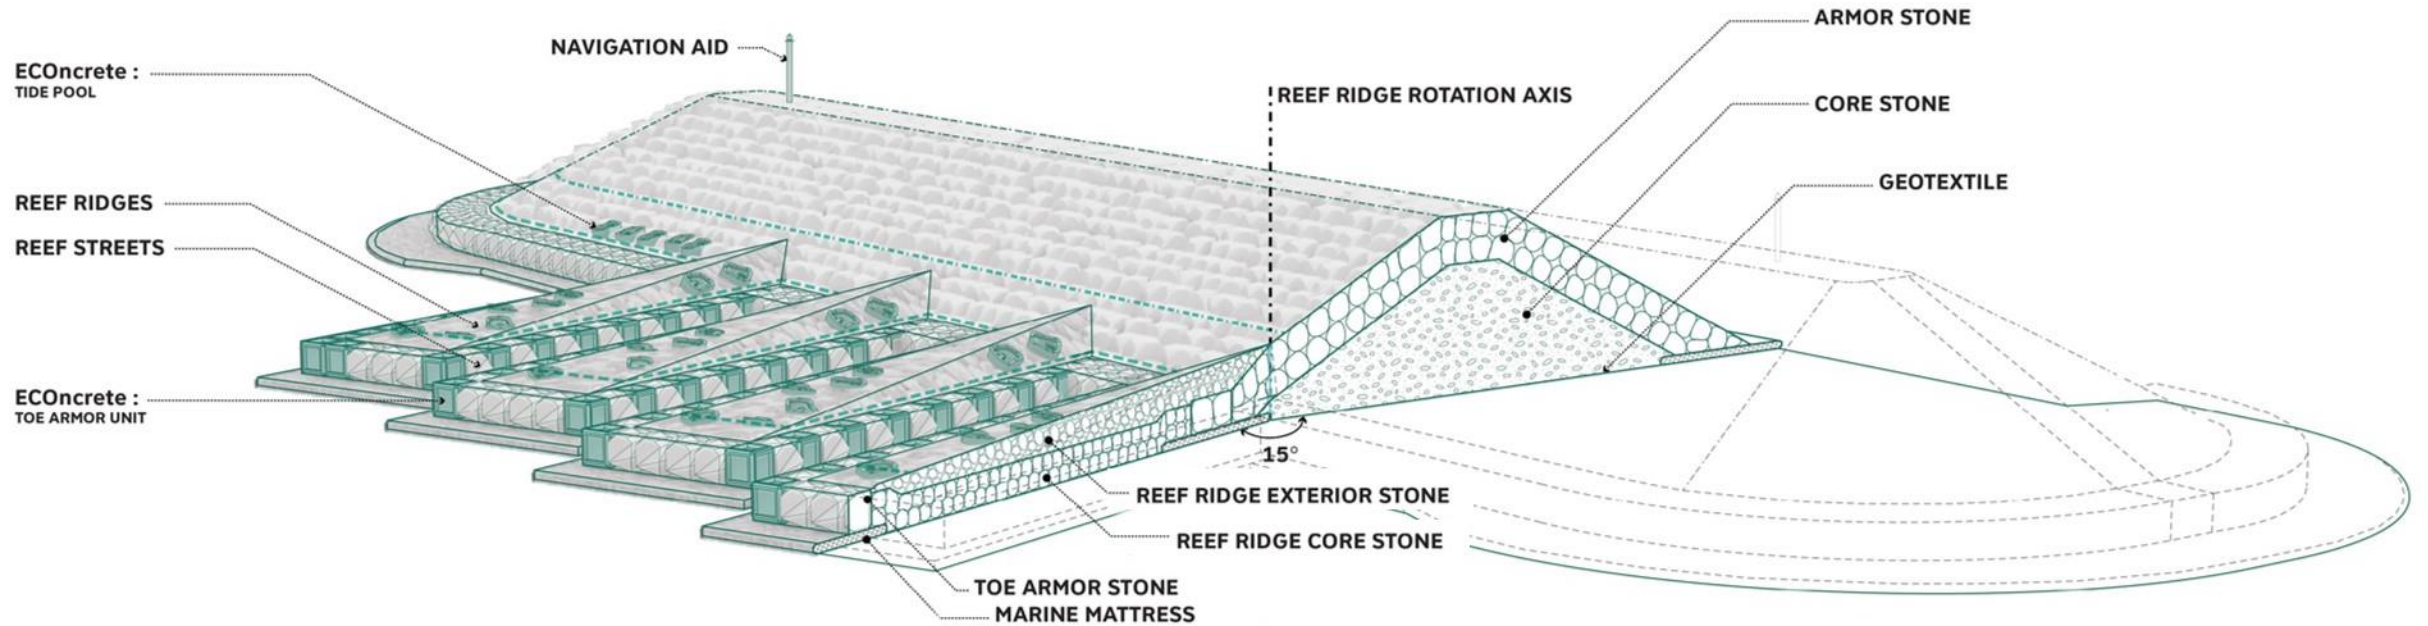 ARMOR STONE
NAVIGATION AID
ECOncrete :
TIDE POOL
REEF RIDGE ROTATION AXIS
CORE STONE
GEOTEXTILE
REEF RIDGES
REEF STREETS
ECOncrete :
TOE ARMOR UNIT
15°
REEF RIDGE EXTERIOR STONE
REEF RIDGE CORE STONE
TOE ARMOR STONE
MARINE MATTRESS